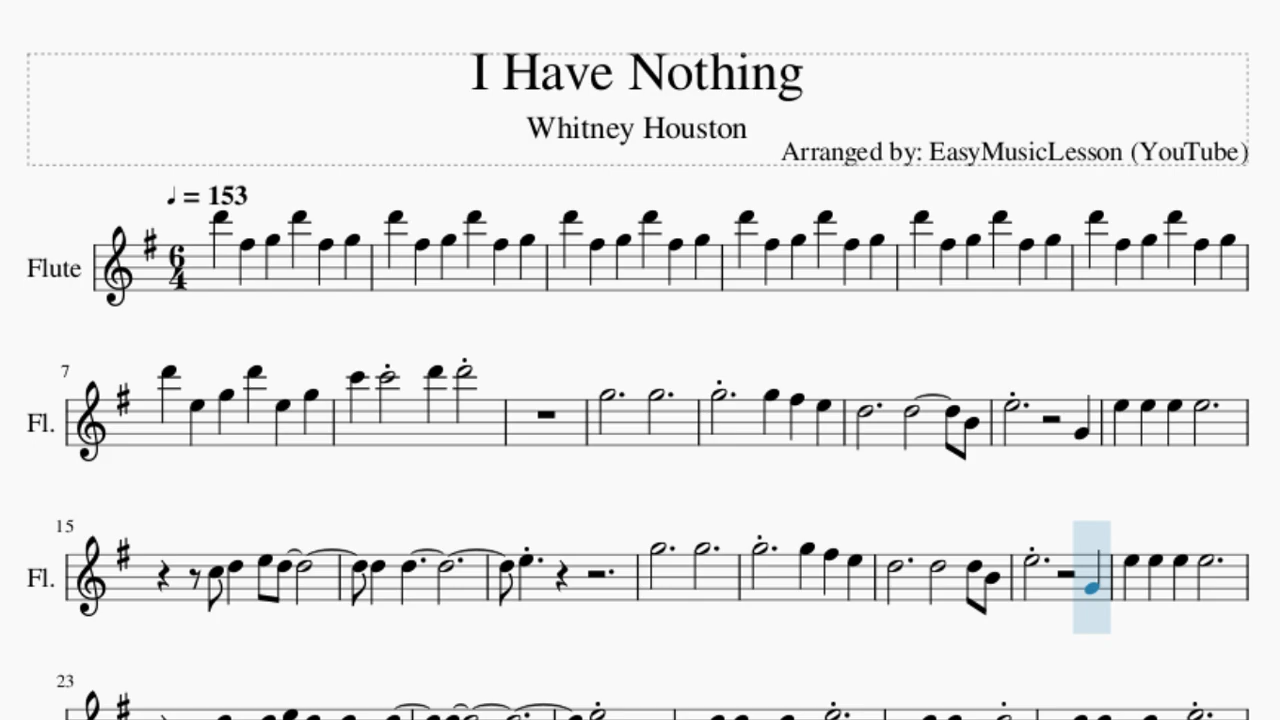 I Have Nothing
Whitney Houston
Arranged by: EasyMusicLesson (YouTube)
♩ = 153
Flute
6
4
7
Fl.
15
Fl.
23